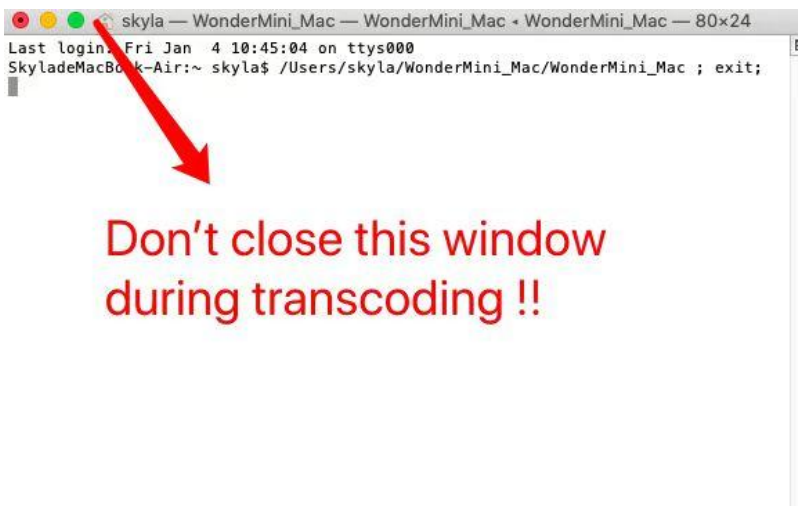 skyla — WonderMini_Mac — WonderMini_Mac ◂ WonderMini_Mac — 80×24
Last login: Fri Jan  4 10:45:04 on ttys000
SkyladeMacBook-Air:~ skyla$ /Users/skyla/WonderMini_Mac/WonderMini_Mac ; exit;
Don't close this window
during transcoding !!